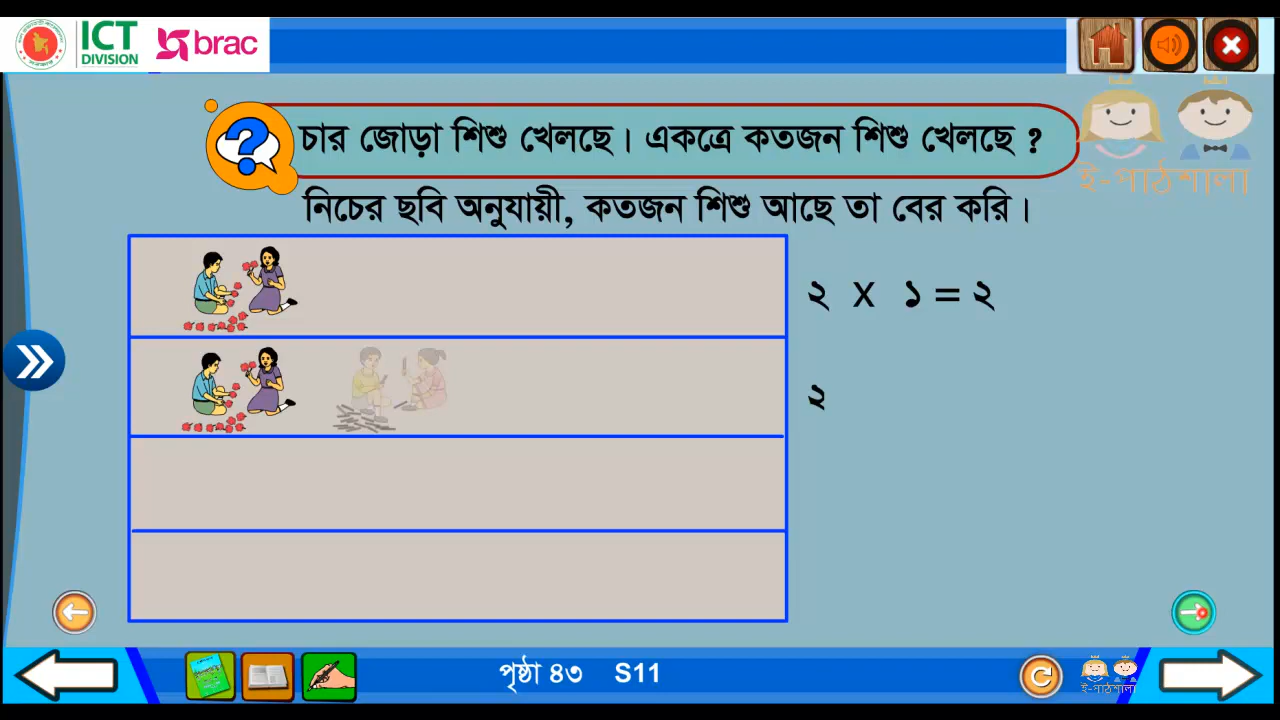 ICT
DIVISION
brac
চার জোড়া শিশু খেলছে। একত্রে কতজন শিশু খেলছে ?
ই-পাঠশালা
নিচের ছবি অনুযায়ী, কতজন শিশু আছে তা বের করি।
২ x ১ = ২
২
পৃষ্ঠা ৪৩ S11
ই-পাঠশালা